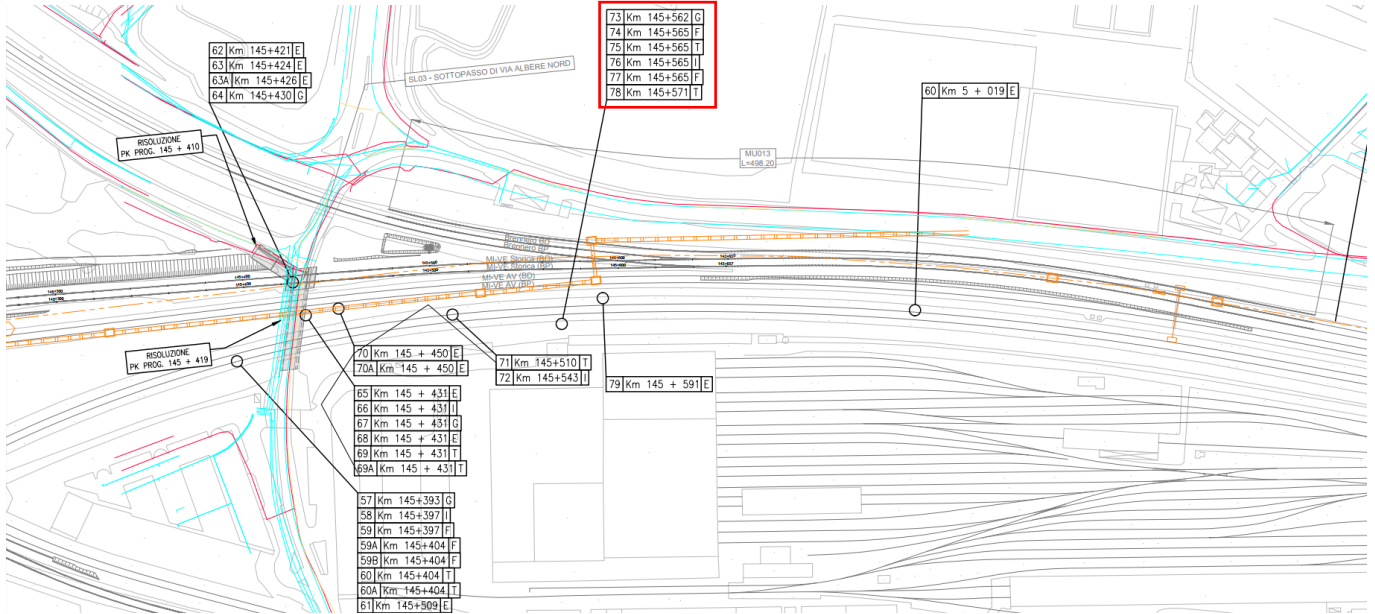 73 Km 145+562 G
74 Km 145+565 F
75 Km 145+565 T
76 Km 145+565 I
77 Km 145+565 F
78 Km 145+571 T
62 Km 145+421 E
63 Km 145+424 E
63A Km 145+426 E
64 Km 145+430 G
SL03 - SOTTOPASSO DI VIA ALBERE NORD
60 Km 5 + 019 E
RISOLUZIONE
PK PROG. 145 + 410
MU013
L=498.20
Brennero BD
Brennero BP
MI-VE Storica (BD)
MI-VE Storica (BP)
MI-VE AV (BD)
MI-VE AV (BP)
RISOLUZIONE
PK PROG. 145 + 419
70 Km 145 + 450 E
70A Km 145 + 450 E
71 Km 145+510 T
72 Km 145+543 I
79 Km 145 + 591 E
65 Km 145 + 431 E
66 Km 145 + 431 I
67 Km 145 + 431 G
68 Km 145 + 431 E
69 Km 145 + 431 T
69A Km 145 + 431 T
57 Km 145+393 G
58 Km 145+397 I
59 Km 145+397 F
59A Km 145+404 F
59B Km 145+404 F
60 Km 145+404 T
60A Km 145+404 T
61 Km 145+509 E